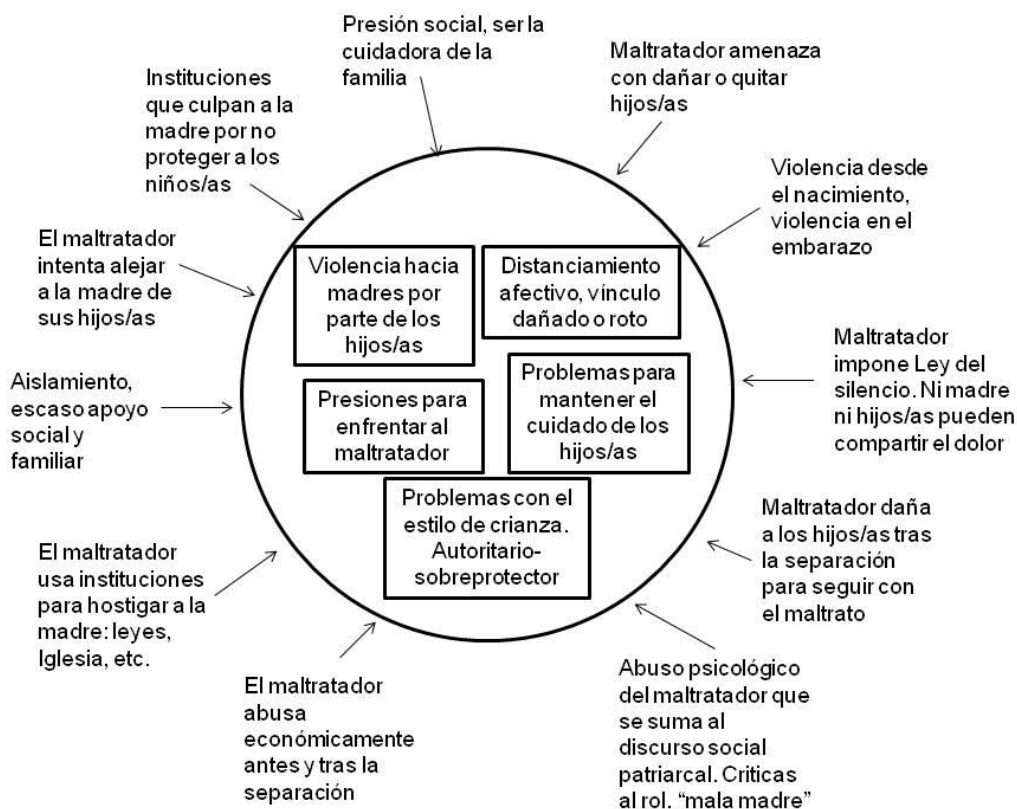 Presión social, ser la
cuidadora de la
familia
Maltratador amenaza
con dañar o quitar
hijos/as
Instituciones
que culpan a la
madre por no
proteger a los
niños/as
Violencia desde
el nacimiento,
violencia en el
embarazo
El maltratador
intenta alejar
a la madre de
sus hijos/as
Violencia hacia
madres por
parte de los
hijos/as
Distanciamiento
afectivo, vínculo
dañado o roto
Maltratador
impone Ley del
silencio. Ni madre
ni hijos/as pueden
compartir el dolor
Aislamiento,
escaso apoyo
social y
familiar
Presiones para
enfrentar al
maltratador
Problemas para
mantener el
cuidado de los
hijos/as
Problemas con el
estilo de crianza.
Autoritario-
sobreprotector
Maltratador daña
a los hijos/as tras
la separación
para seguir con
el maltrato
El maltratador
usa instituciones
para hostigar a la
madre: leyes,
Iglesia, etc.
El maltratador
abusa
económicamente
antes y tras la
separación
Abuso psicológico
del maltratador que
se suma al
discurso social
patriarcal. Criticas
al rol. “mala madre”